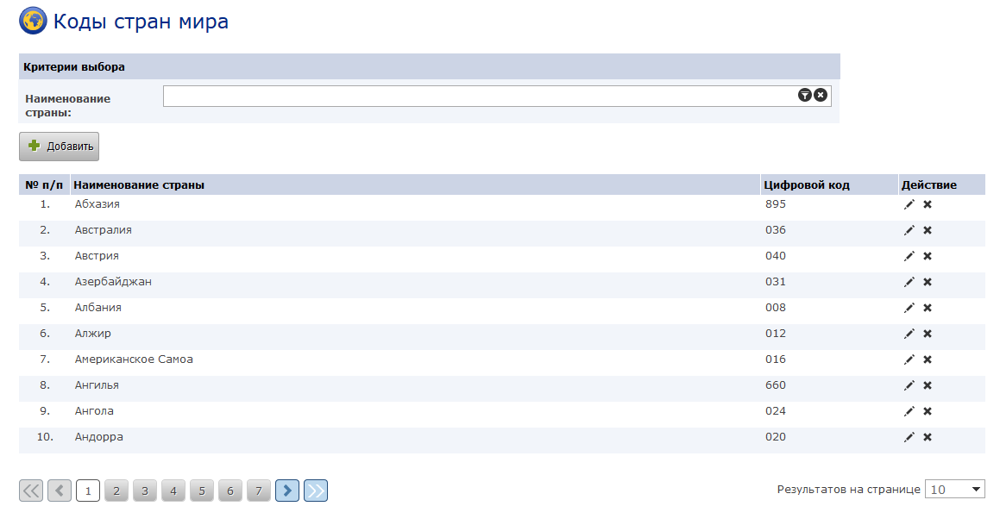 Коды стран мира
Критерии выбора
Наименование
страны:
Добавить
№ п/п Наименование страны Цифровой код Действие
1. Абхазия 895
2. Австралия 036
3. Австрия 040
4. Азербайджан 031
5. Албания 008
6. Алжир 012
7. Американское Самоа 016
8. Ангилья 660
9. Ангола 024
10. Андорра 020
1 2 3 4 5 6 7 Результатов на странице 10